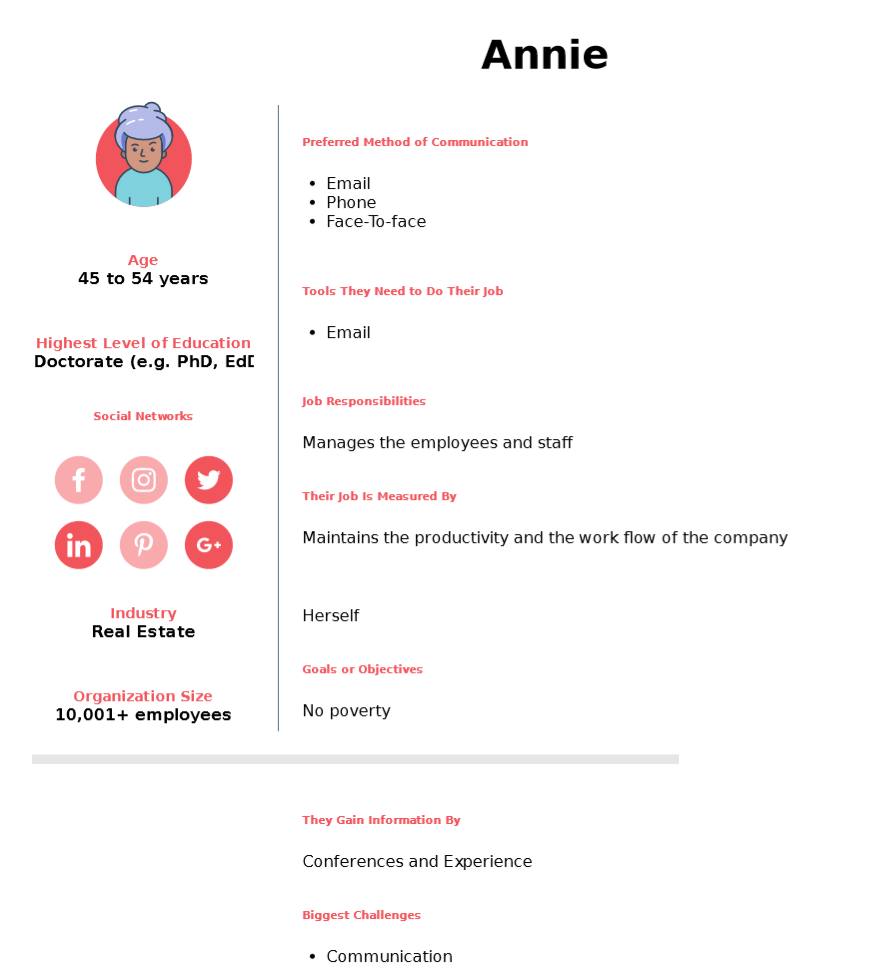 Annie
Age
45 to 54 years
Highest Level of Education
Doctorate (e.g. PhD,
Social Networks
f
in
G+
Industry
Real Estate
Organization Size
10,001+ employees
Preferred Method of Communication
• Email
• Phone
• Face-To-face
Tools They Need to Do Their Job
• Email
Job Responsibilities
Manages the employees and staff
Their Job Is Measured By
Maintains the productivity and the work flow of the company
Herself
Goals or Objectives
No poverty
They Gain Information By
Conferences and Experience
Biggest Challenges
• Communication